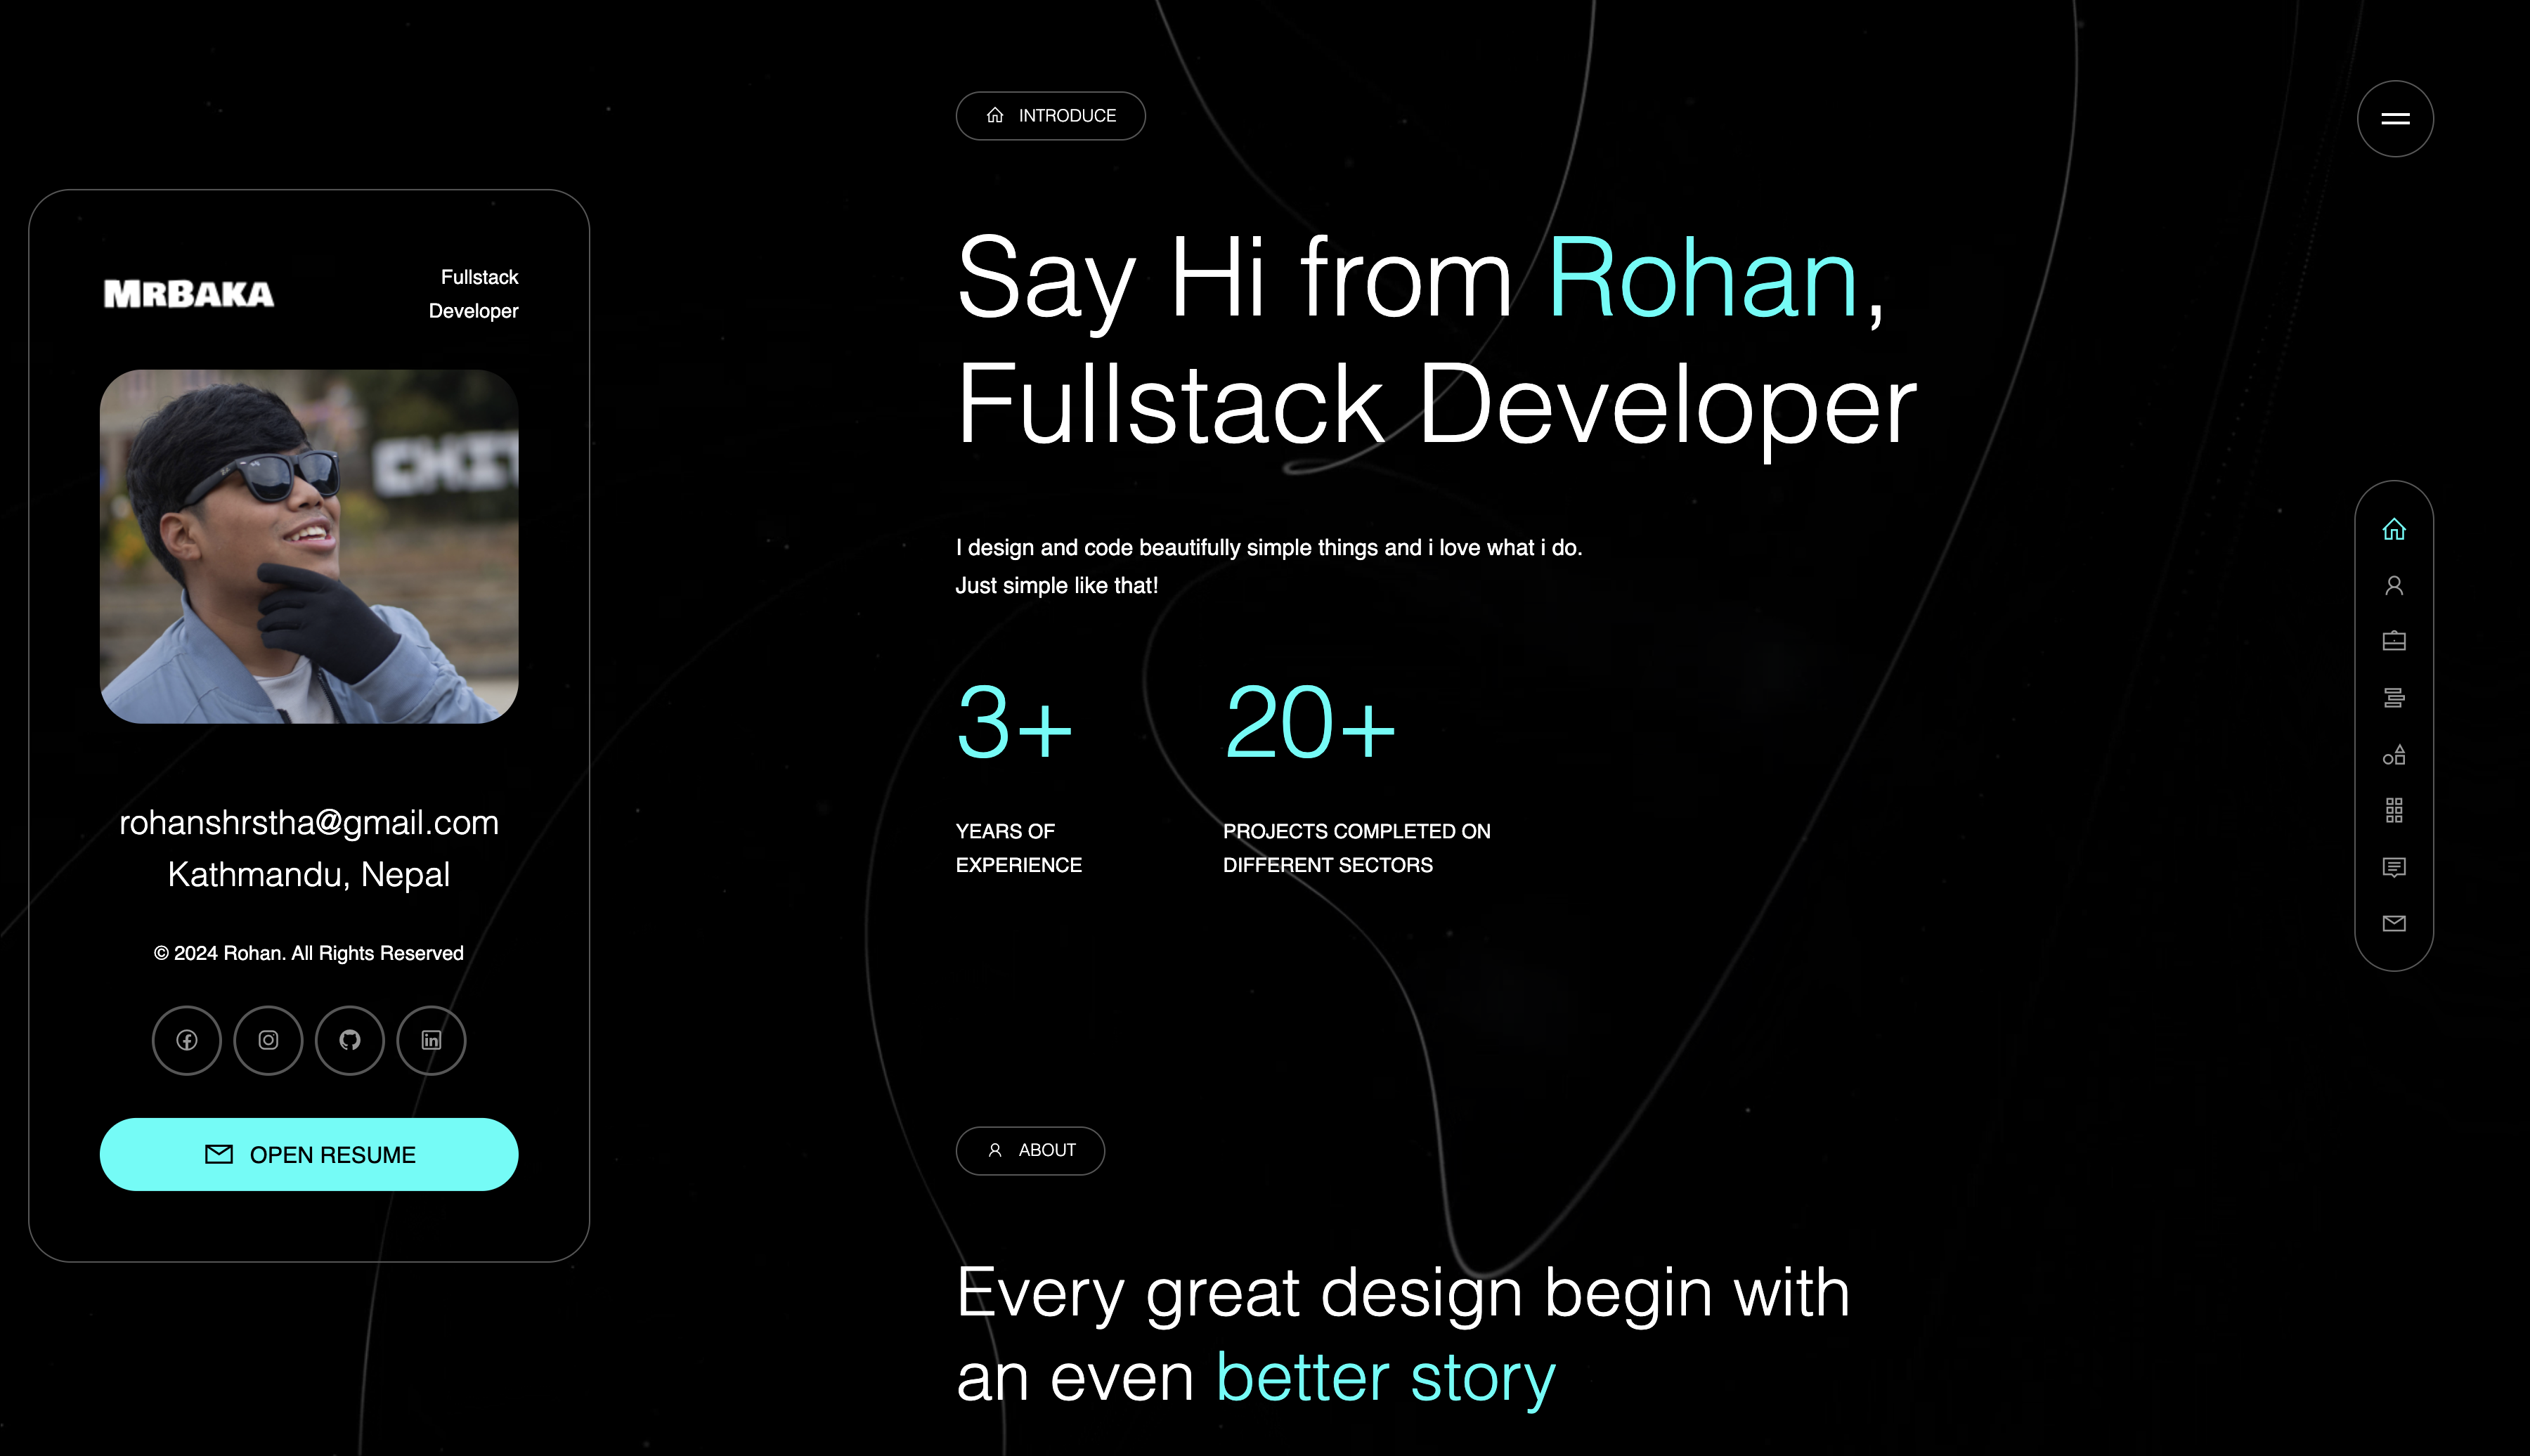 MRBAKA
Fullstack
Developer
CHIT
rohanshrstha@gmail.com
Kathmandu, Nepal
© 2024 Rohan. All Rights Reserved
OPEN RESUME
INTRODUCE
Say Hi from Rohan,
Fullstack Developer
I design and code beautifully simple things and i love what i do.
Just simple like that!
3+
YEARS OF
EXPERIENCE
20+
PROJECTS COMPLETED ON
DIFFERENT SECTORS
ABOUT
Every great design begin with
an even better story